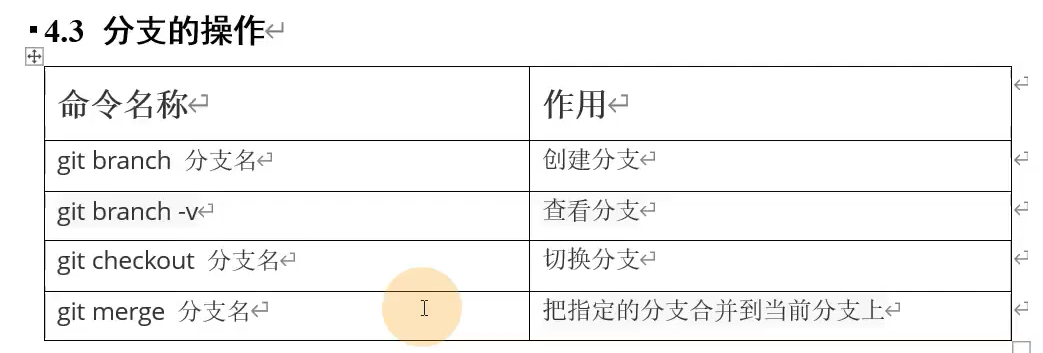 4.3 分支的操作
命令名称 作用
git branch 分支名 创建分支
git branch -v 查看分支
git checkout 分支名 切换分支
git merge 分支名 把指定的分支合并到当前分支上